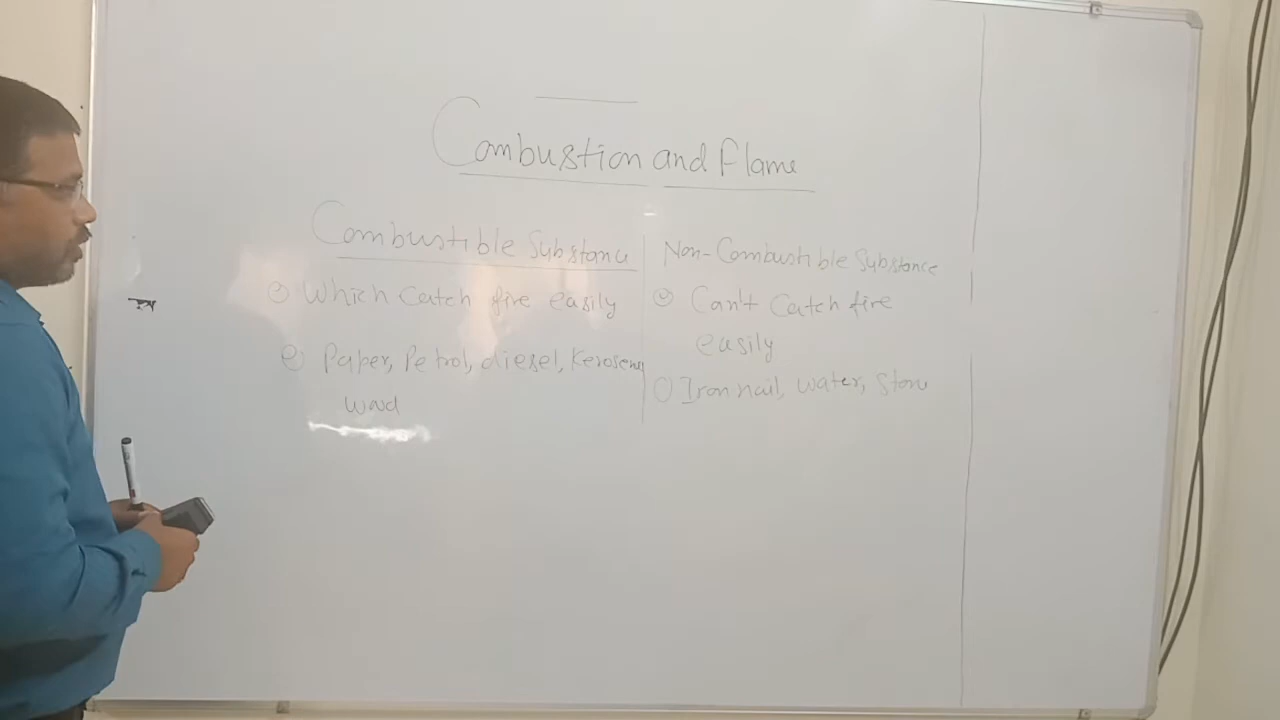 Combustion and Flame
Combustible Substance
Which Catch fire easily
Paper, Petrol, diesel, Kerosene,
Wood
Non-Combustible Substance
Can't Catch fire
easily
Iron nail, water, Stone